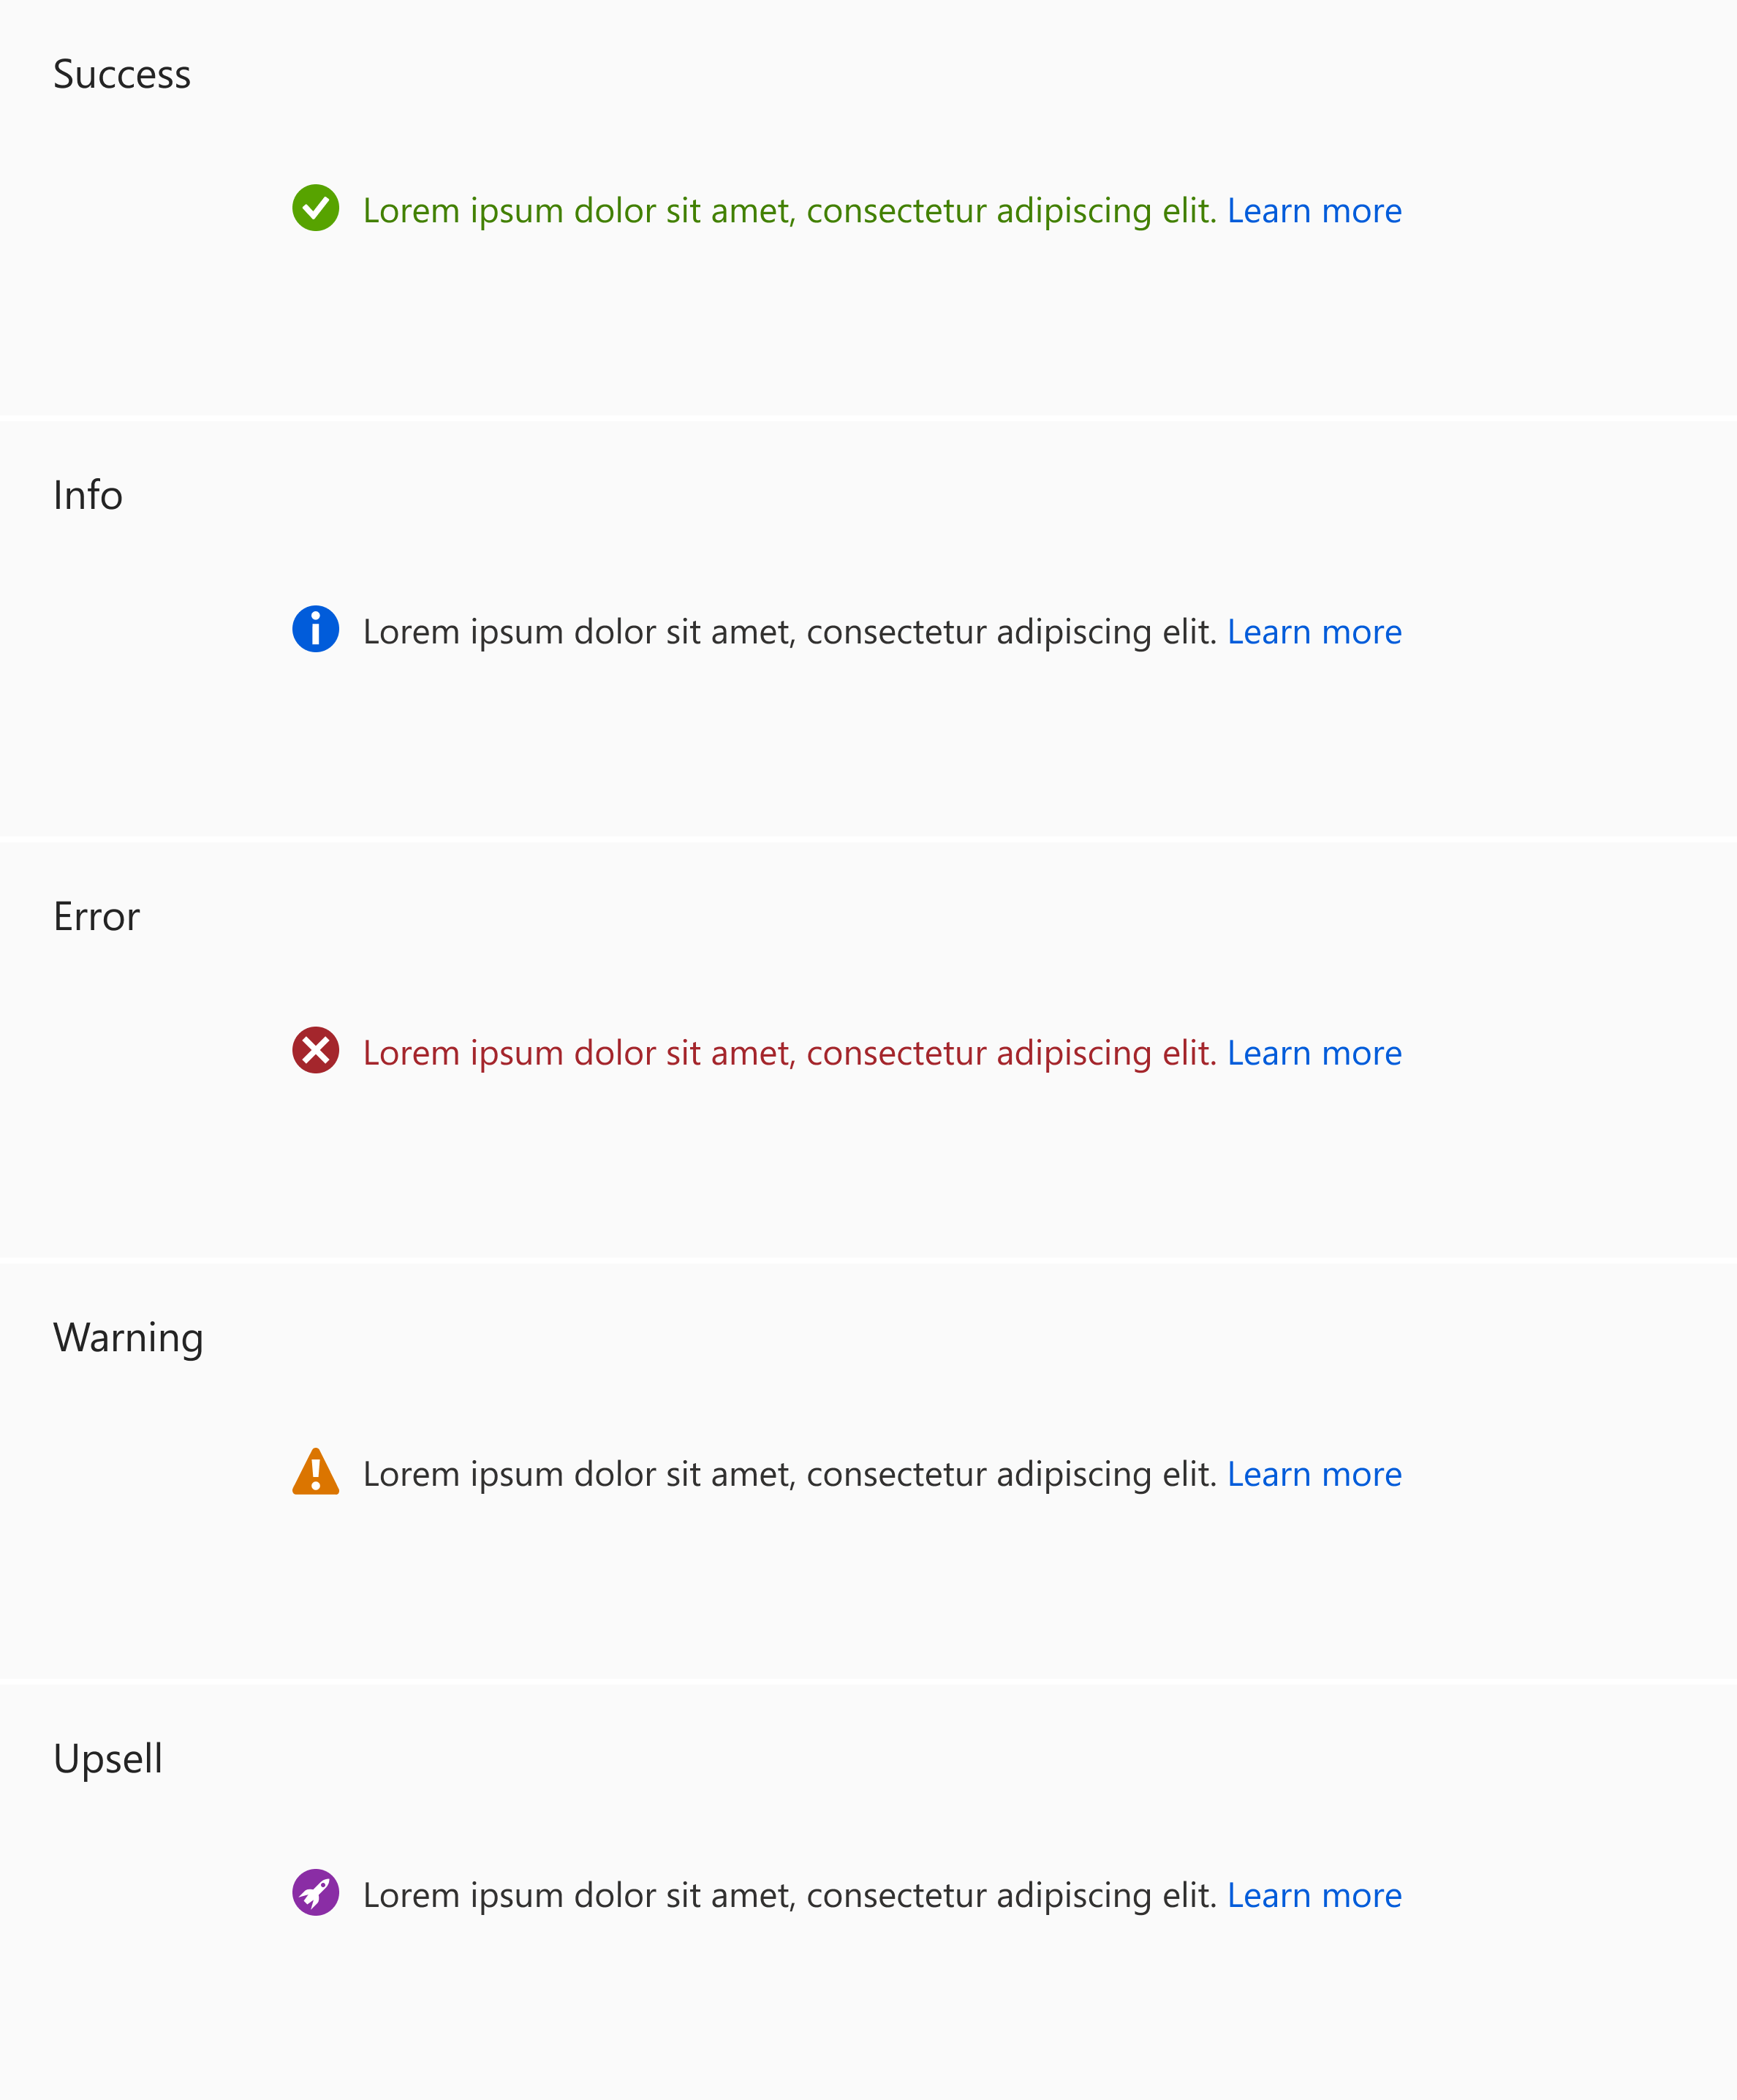 Success
Lorem ipsum dolor sit amet, consectetur adipiscing elit. Learn more
Info
Lorem ipsum dolor sit amet, consectetur adipiscing elit. Learn more
Error
Lorem ipsum dolor sit amet, consectetur adipiscing elit. Learn more
Warning
Lorem ipsum dolor sit amet, consectetur adipiscing elit. Learn more
Upsell
Lorem ipsum dolor sit amet, consectetur adipiscing elit. Learn more